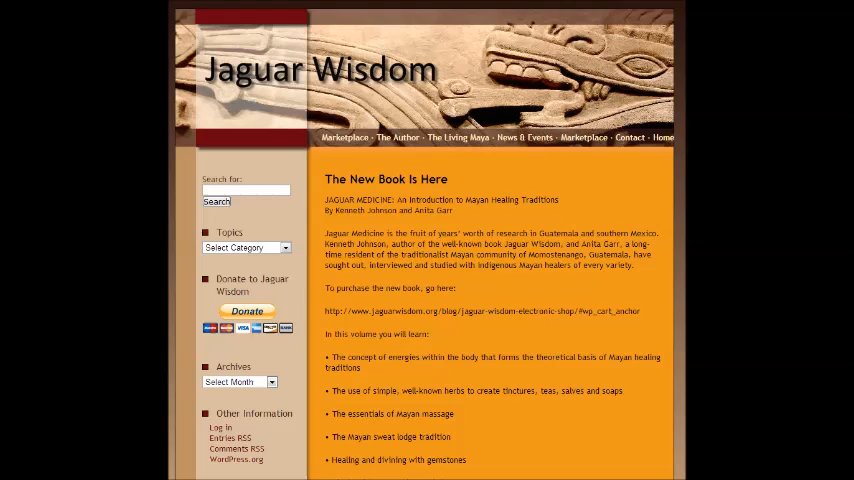 Jaguar Wisdom
Marketplace · The Author · The Living Maya · News & Events · Marketplace · Contact · Home
Search for:
Search
Topics
Select Category
Donate to Jaguar
Wisdom
Donate
VISA
Archives
Select Month
Other Information
Log in
Entries RSS
Comments RSS
WordPress.org
The New Book Is Here
JAGUAR MEDICINE: An Introduction to Mayan Healing Traditions
By Kenneth Johnson and Anita Garr
Jaguar Medicine is the fruit of years' worth of research in Guatemala and southern Mexico.
Kenneth Johnson, author of the well-known book Jaguar Wisdom, and Anita Garr, a long-
time resident of the traditionalist Mayan community of Momostenango, Guatemala, have
sought out, interviewed and studied with indigenous Mayan healers of every variety.
To purchase the new book, go here:
http://www.jaguarwisdom.org/blog/jaguar-wisdom-electronic-shop/#wp_cart_anchor
In this volume you will learn:
• The concept of energies within the body that forms the theoretical basis of Mayan healing
traditions
• The use of simple, well-known herbs to create tinctures, teas, salves and soaps
• The essentials of Mayan massage
• The Mayan sweat lodge tradition
• Healing and divining with gemstones